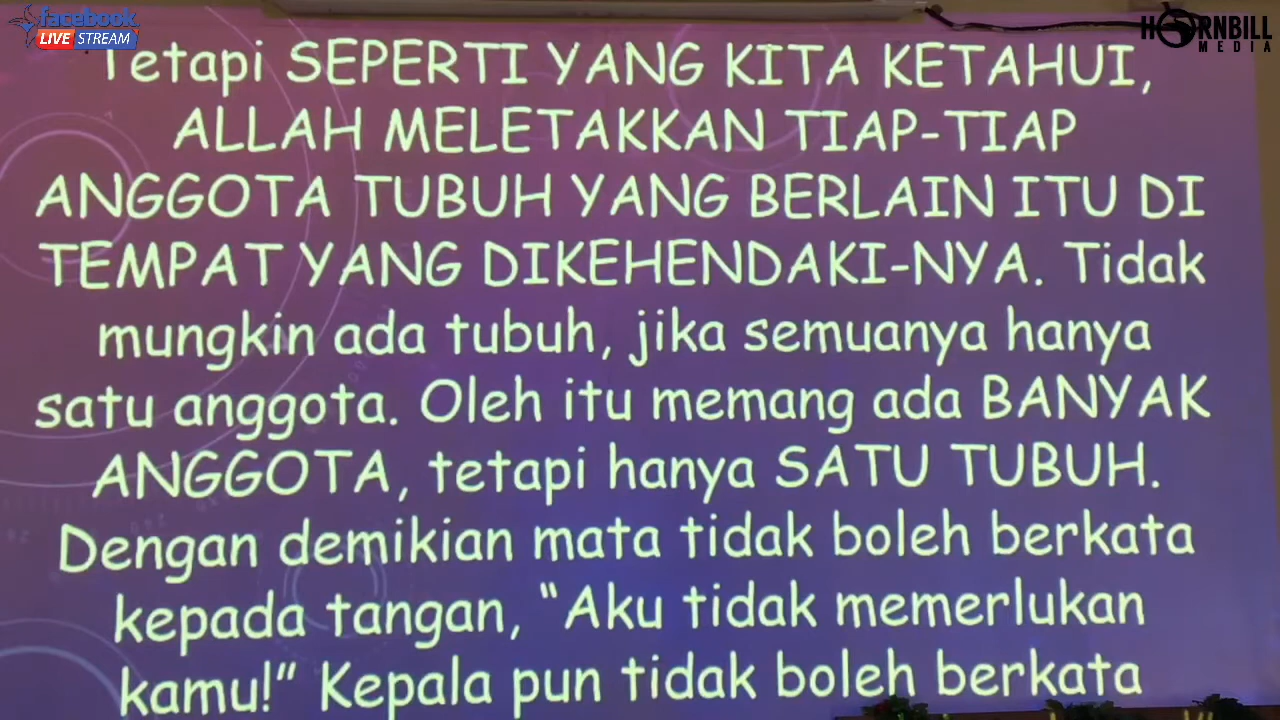 facebook
LIVE STREAM
HORNBILL
MEDIA
Tetapi SEPERTI YANG KITA KETAHUI,
ALLAH MELETAKKAN TIAP-TIAP
ANGGOTA TUBUH YANG BERLAIN ITU DI
TEMPAT YANG DIKEHENDAKI-NYA. Tidak
mungkin ada tubuh, jika semuanya hanya
satu anggota. Oleh itu memang ada BANYAK
ANGGOTA, tetapi hanya SATU TUBUH.
Dengan demikian mata tidak boleh berkata
kepada tangan, “Aku tidak memerlukan
kamu!” Kepala pun tidak boleh berkata